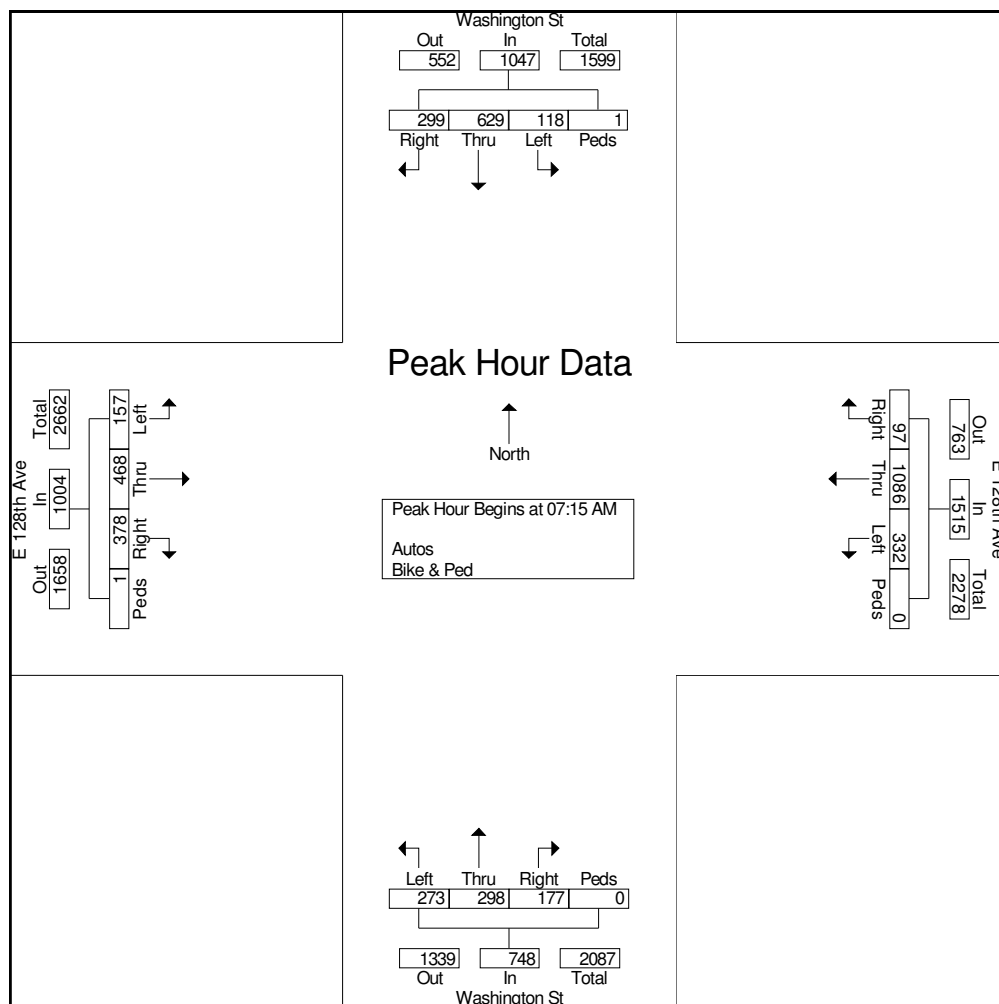 Washington St
Out In Total
552 1047 1599
299 629 118 1
Right Thru Left Peds
Peak Hour Data
North
Peak Hour Begins at 07:15 AM
Autos
Bike & Ped
E 128th Ave
Out In Total
1658 1004 2662
157 468 378 1
Left Thru Right Peds
E 128th Ave
Out In Total
763 1515 2278
97 1086 332 0
Right Thru Left Peds
Left Thru Right Peds
273 298 177 0
1339 748 2087
Out In Total
Washington St